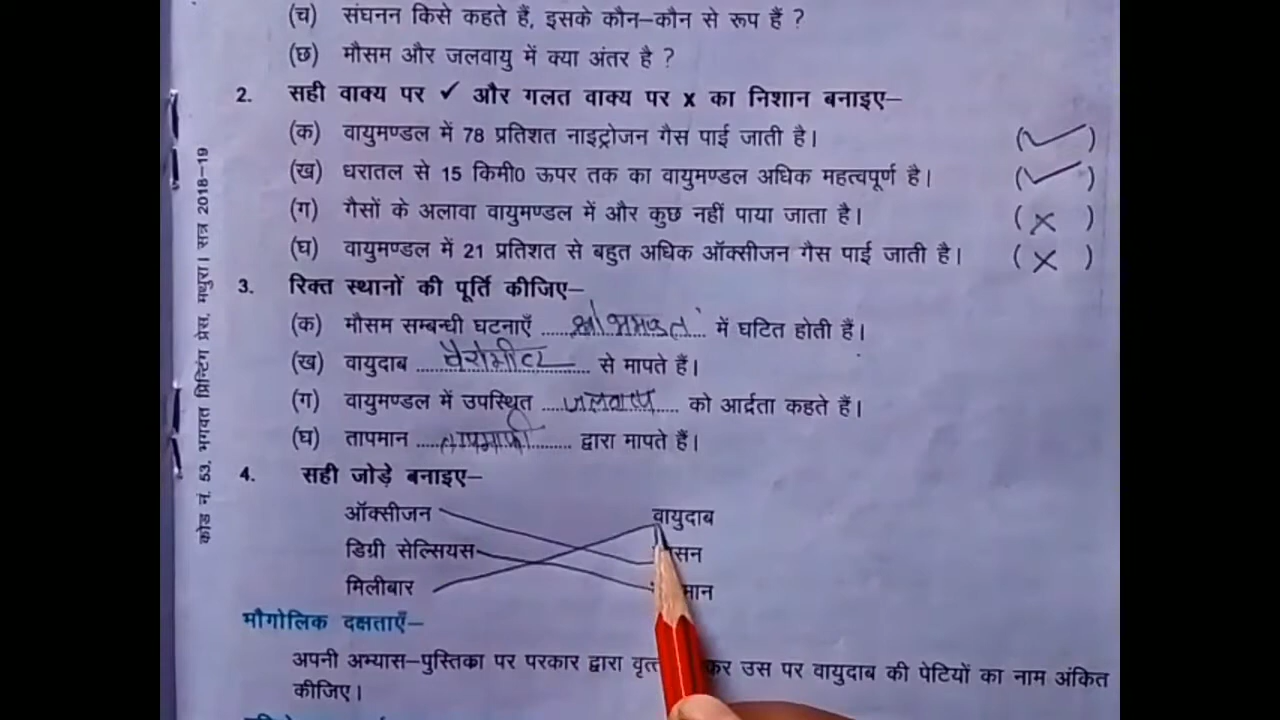 (च) संघनन किसे कहते हैं, इसके कौन–कौन से रूप हैं ?
(छ) मौसम और जलवायु में क्या अंतर है ?
2. सही वाक्य पर ✓ और गलत वाक्य पर x का निशान बनाइए–
(क) वायुमण्डल में 78 प्रतिशत नाइट्रोजन गैस पाई जाती है। (✓)
(ख) धरातल से 15 किमी0 ऊपर तक का वायुमण्डल अधिक महत्वपूर्ण है। (✓)
(ग) गैसों के अलावा वायुमण्डल में और कुछ नहीं पाया जाता है। (x)
(घ) वायुमण्डल में 21 प्रतिशत से बहुत अधिक ऑक्सीजन गैस पाई जाती है। (x)
3. रिक्त स्थानों की पूर्ति कीजिए–
(क) मौसम सम्बन्धी घटनाएँ ............ में घटित होती हैं।
(ख) वायुदाब बैरोमीटर से मापते हैं।
(ग) वायुमण्डल में उपस्थित जलवाष्प को आर्द्रता कहते हैं।
(घ) तापमान तापमापी द्वारा मापते हैं।
4. सही जोड़े बनाइए–
ऑक्सीजन वायुदाब
डिग्री सेल्सियस सन
मिलीबार मान
भौगोलिक दक्षताएँ–
अपनी अभ्यास–पुस्तिका पर परकार द्वारा कर उस पर वायुदाब की पेटियों का नाम अंकित
कीजिए।
कोड नं. 53, भगवत प्रिन्टिंग प्रेस, मथुरा। सत्र 2018–19